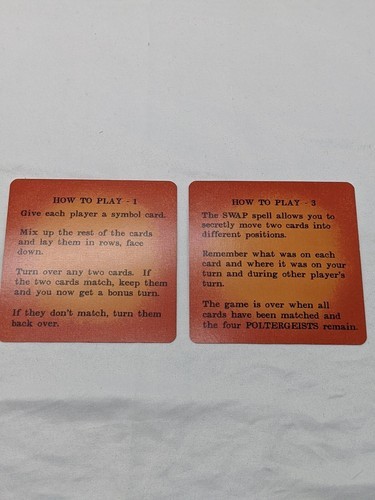 HOW TO PLAY - 1
Give each player a symbol card.
Mix up the rest of the cards
and lay them in rows, face
down.
Turn over any two cards. If
the two cards match, keep them
and you now get a bonus turn.
If they don't match, turn them
back over.
HOW TO PLAY - 3
The SWAP spell allows you to
secretly move two cards into
different positions.
Remember what was on each
card and where it was on your
turn and during other player's
turn.
The game is over when all
cards have been matched and
the four POLTERGEISTS remain.